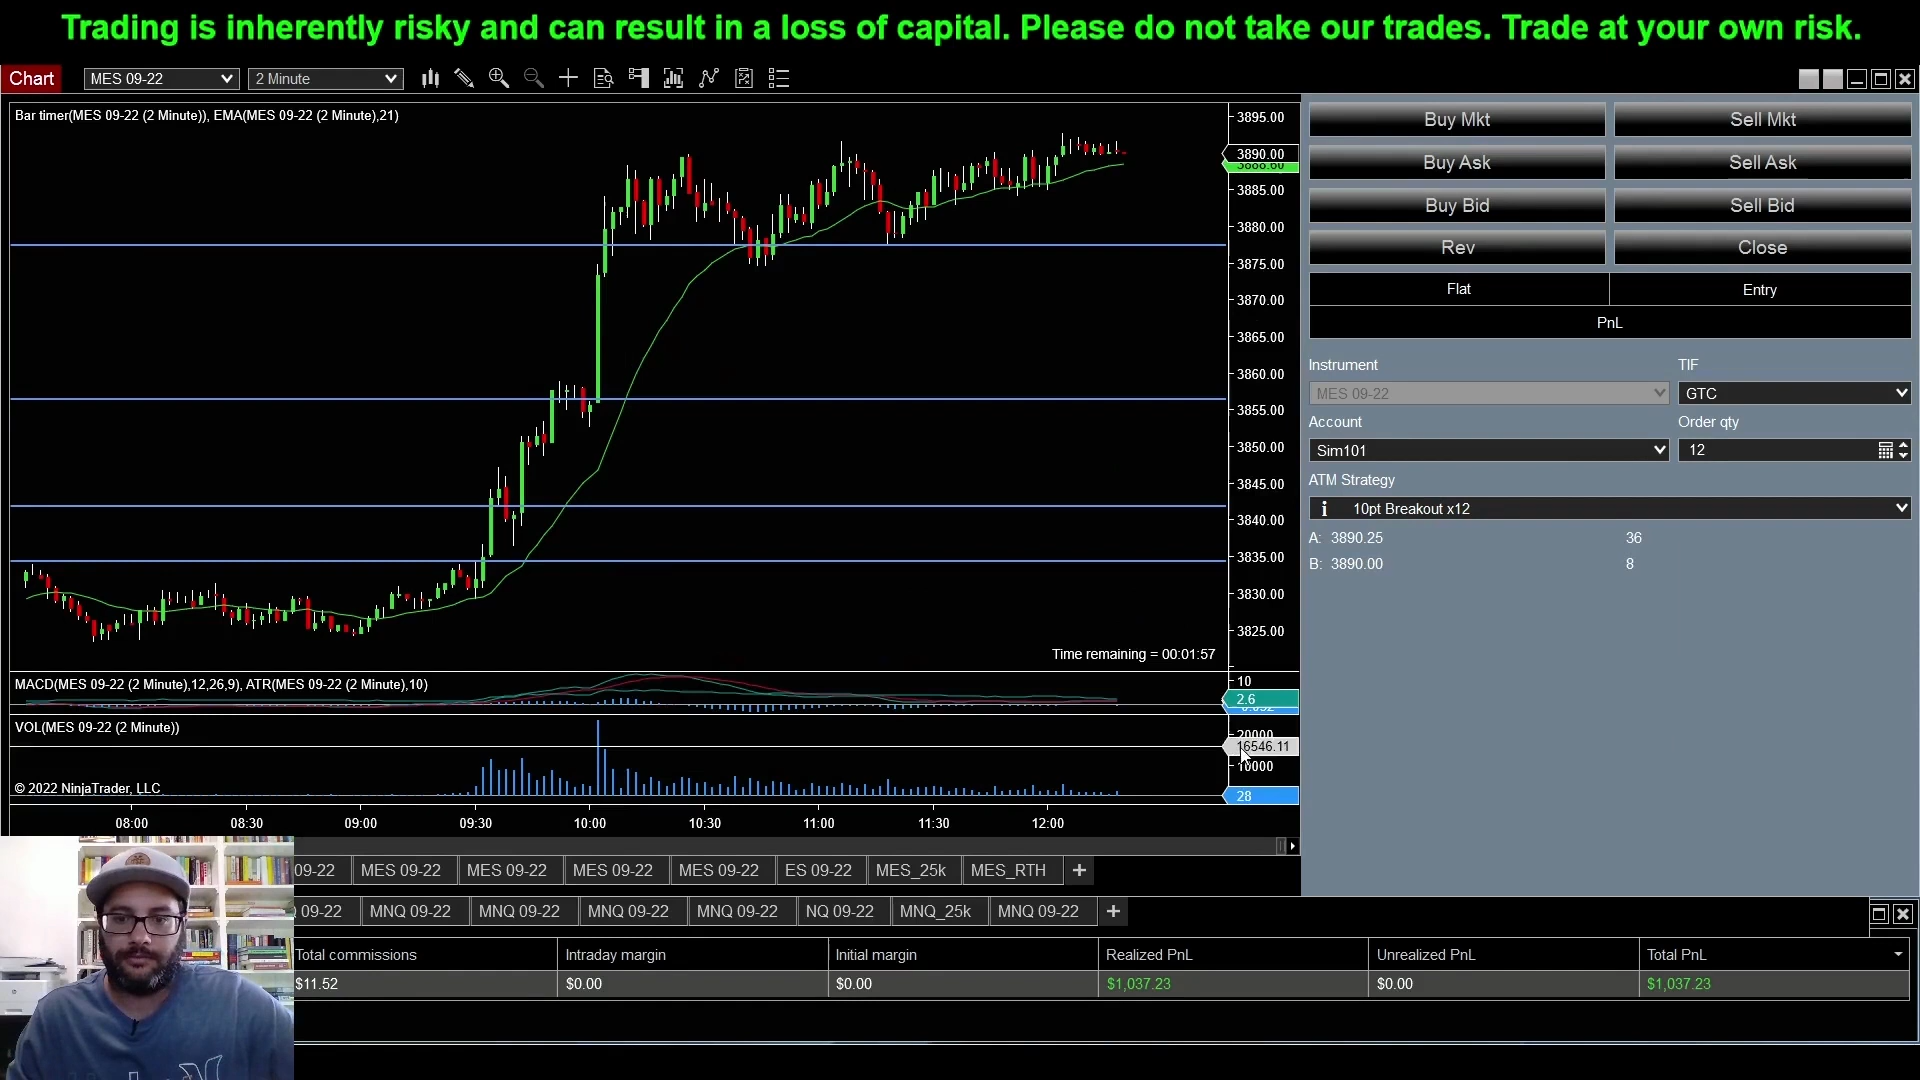 Trading is inherently risky and can result in a loss of capital. Please do not take our trades. Trade at your own risk.
Chart
MES 09-22
2 Minute
Bar timer(MES 09-22 (2 Minute)), EMA(MES 09-22 (2 Minute),21)
3895.00
3890.00
3888.60
3885.00
3880.00
3875.00
3870.00
3865.00
3860.00
3855.00
3850.00
3845.00
3840.00
3835.00
3830.00
3825.00
Time remaining = 00:01:57
MACD(MES 09-22 (2 Minute),12,26,9), ATR(MES 09-22 (2 Minute),10)
10
2.6
VOL(MES 09-22 (2 Minute))
20000
16546.11
10000
28
© 2022 NinjaTrader, LLC
08:00 08:30 09:00 09:30 10:00 10:30 11:00 11:30 12:00
Buy Mkt Sell Mkt
Buy Ask Sell Ask
Buy Bid Sell Bid
Rev Close
Flat Entry
PnL
Instrument TIF
MES 09-22 GTC
Account Order qty
Sim101 12
ATM Strategy
i 10pt Breakout x12
A: 3890.25 36
B: 3890.00 8
09-22 MES 09-22 MES 09-22 MES 09-22 MES 09-22 ES 09-22 MES_25k MES_RTH +
09-22 MNQ 09-22 MNQ 09-22 MNQ 09-22 MNQ 09-22 NQ 09-22 MNQ_25k MNQ 09-22 +
Total commissions Intraday margin Initial margin Realized PnL Unrealized PnL Total PnL
$11.52 $0.00 $0.00 $1,037.23 $0.00 $1,037.23